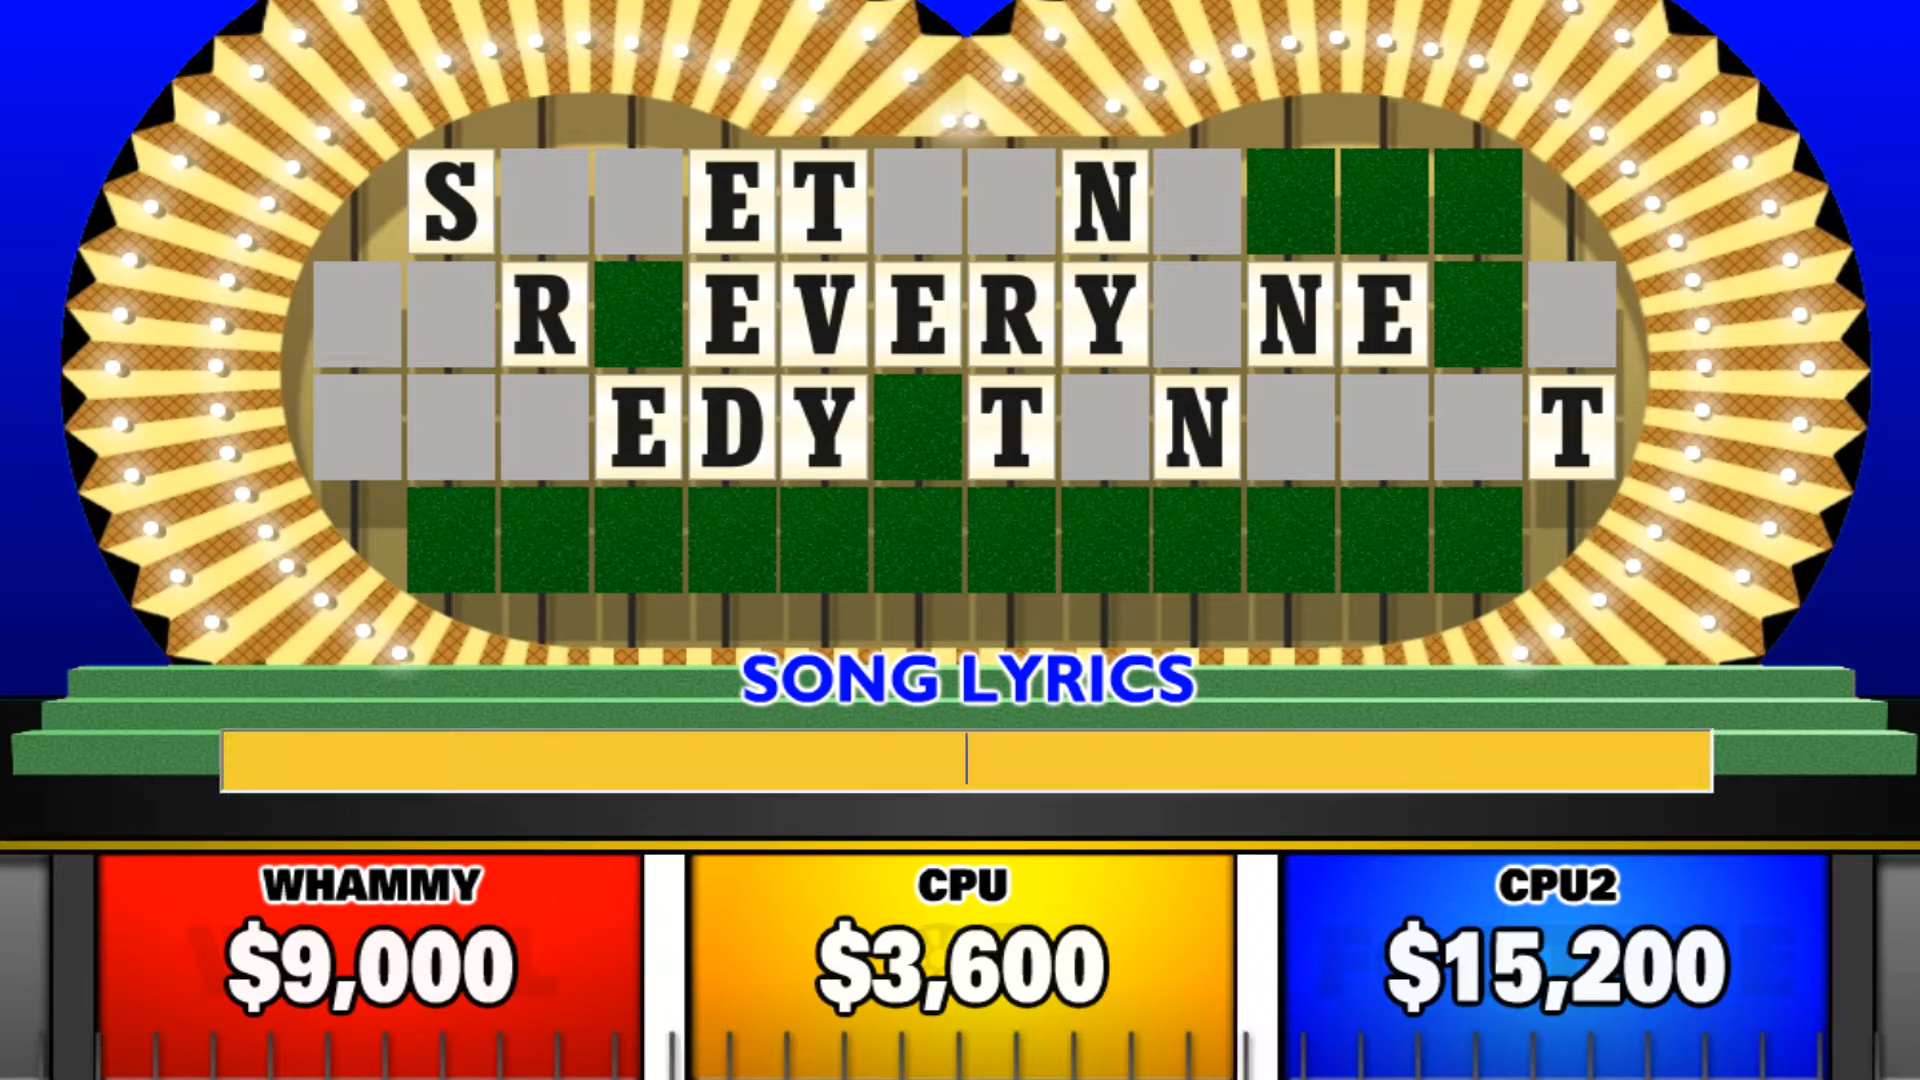 S ET N
R EVERY NE
EDY T N T
SONG LYRICS
WHAMMY CPU CPU2
$9,000 $3,600 $15,200